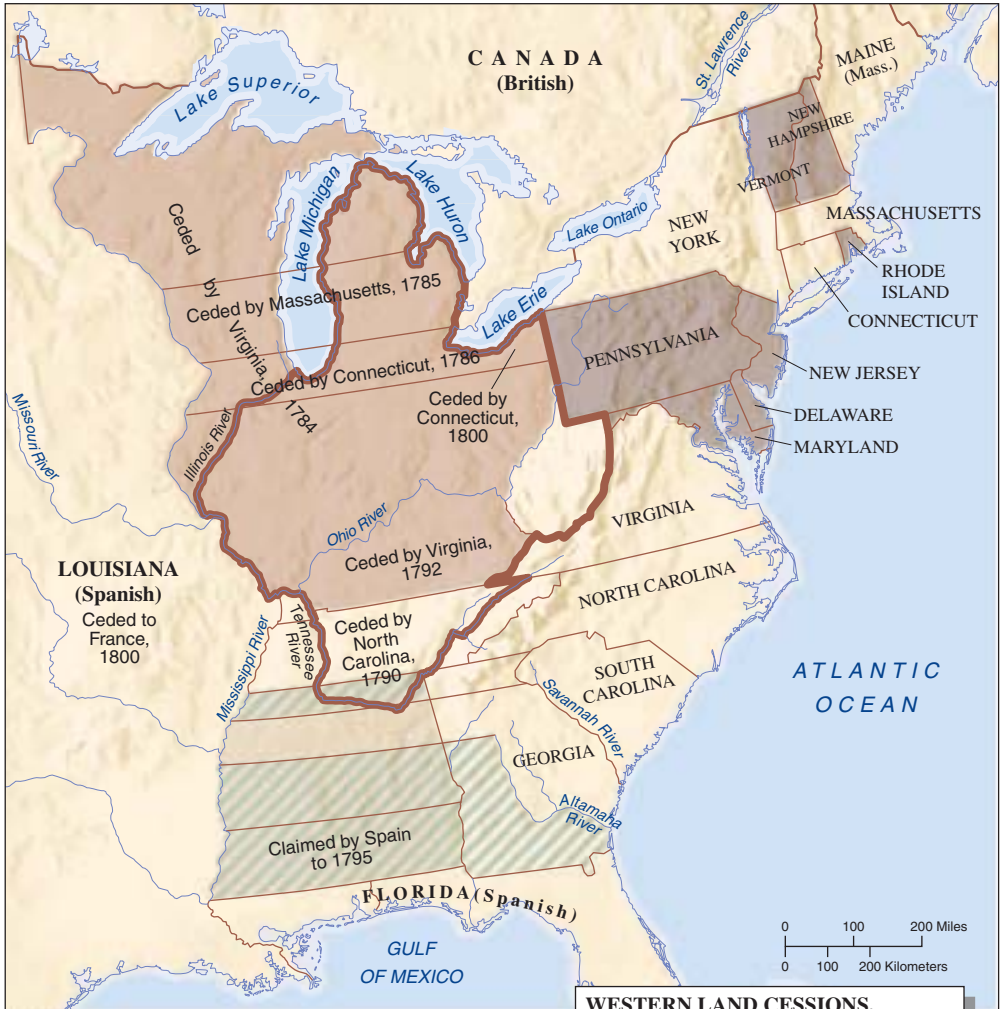 CANADA
(British)
St. Lawrence
River
MAINE
(Mass.)
Lake Superior
NEW
HAMPSHIRE
VERMONT
Lake Michigan
Lake Huron
Lake Ontario
NEW
YORK
MASSACHUSETTS
RHODE
ISLAND
CONNECTICUT
Ceded by Virginia, 1784
Ceded by Massachusetts, 1785
Lake Erie
PENNSYLVANIA
NEW JERSEY
DELAWARE
MARYLAND
Ceded by Connecticut, 1786
Ceded by
Connecticut,
1800
Missouri River
Illinois River
Ohio River
VIRGINIA
Ceded by Virginia,
1792
LOUISIANA
(Spanish)
Ceded to
France,
1800
NORTH CAROLINA
Tennessee
River
Ceded by
North
Carolina,
1790
Mississippi River
SOUTH
CAROLINA
Savannah River
ATLANTIC
OCEAN
GEORGIA
Altamaha
River
Claimed by Spain
to 1795
FLORIDA (Spanish)
GULF
OF MEXICO
0 100 200 Miles
0 100 200 Kilometers
WESTERN LAND CESSIONS,